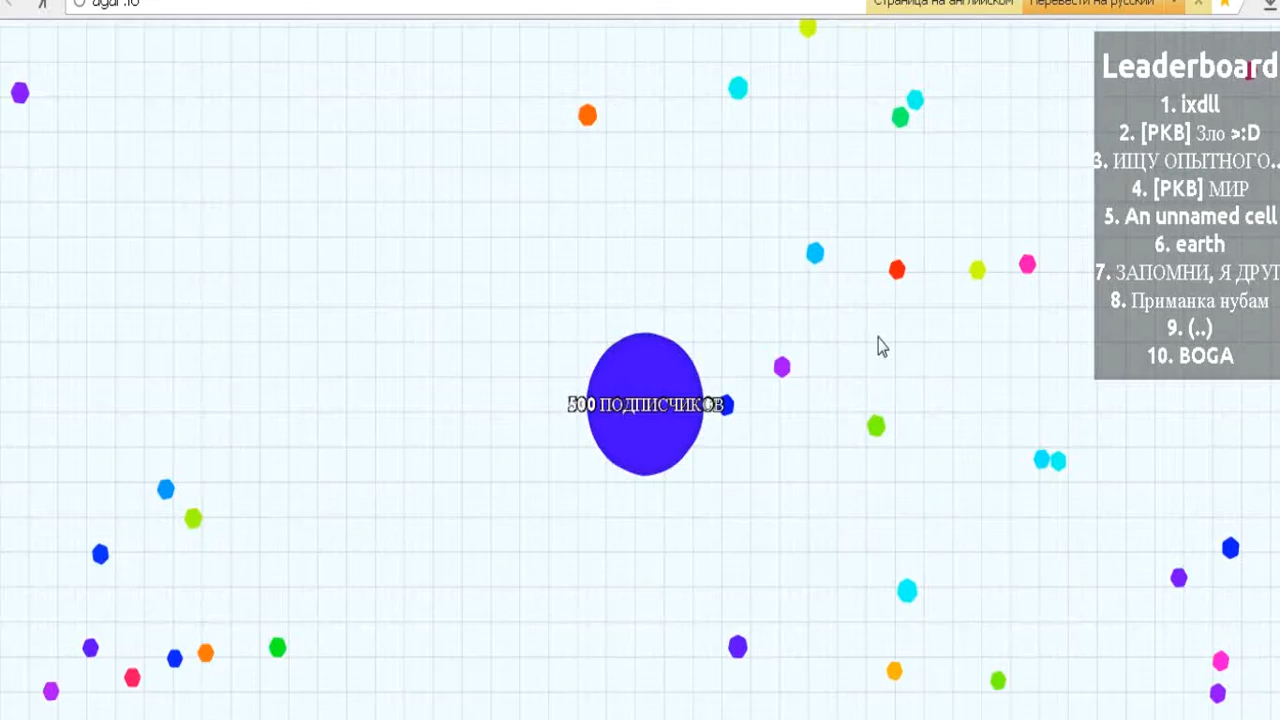 agar.io
Страница на английском
Перевести на русский
Leaderboard
1. ixdll
2. [PKB] Зло >:D
3. ИЩУ ОПЫТНОГО..
4. [PKB] МИР
5. An unnamed cell
6. earth
7. ЗАПОМНИ, Я ДРУГ
8. Приманка нубам
9. (..)
10. BOGA
500 ПОДПИСЧИКОВ